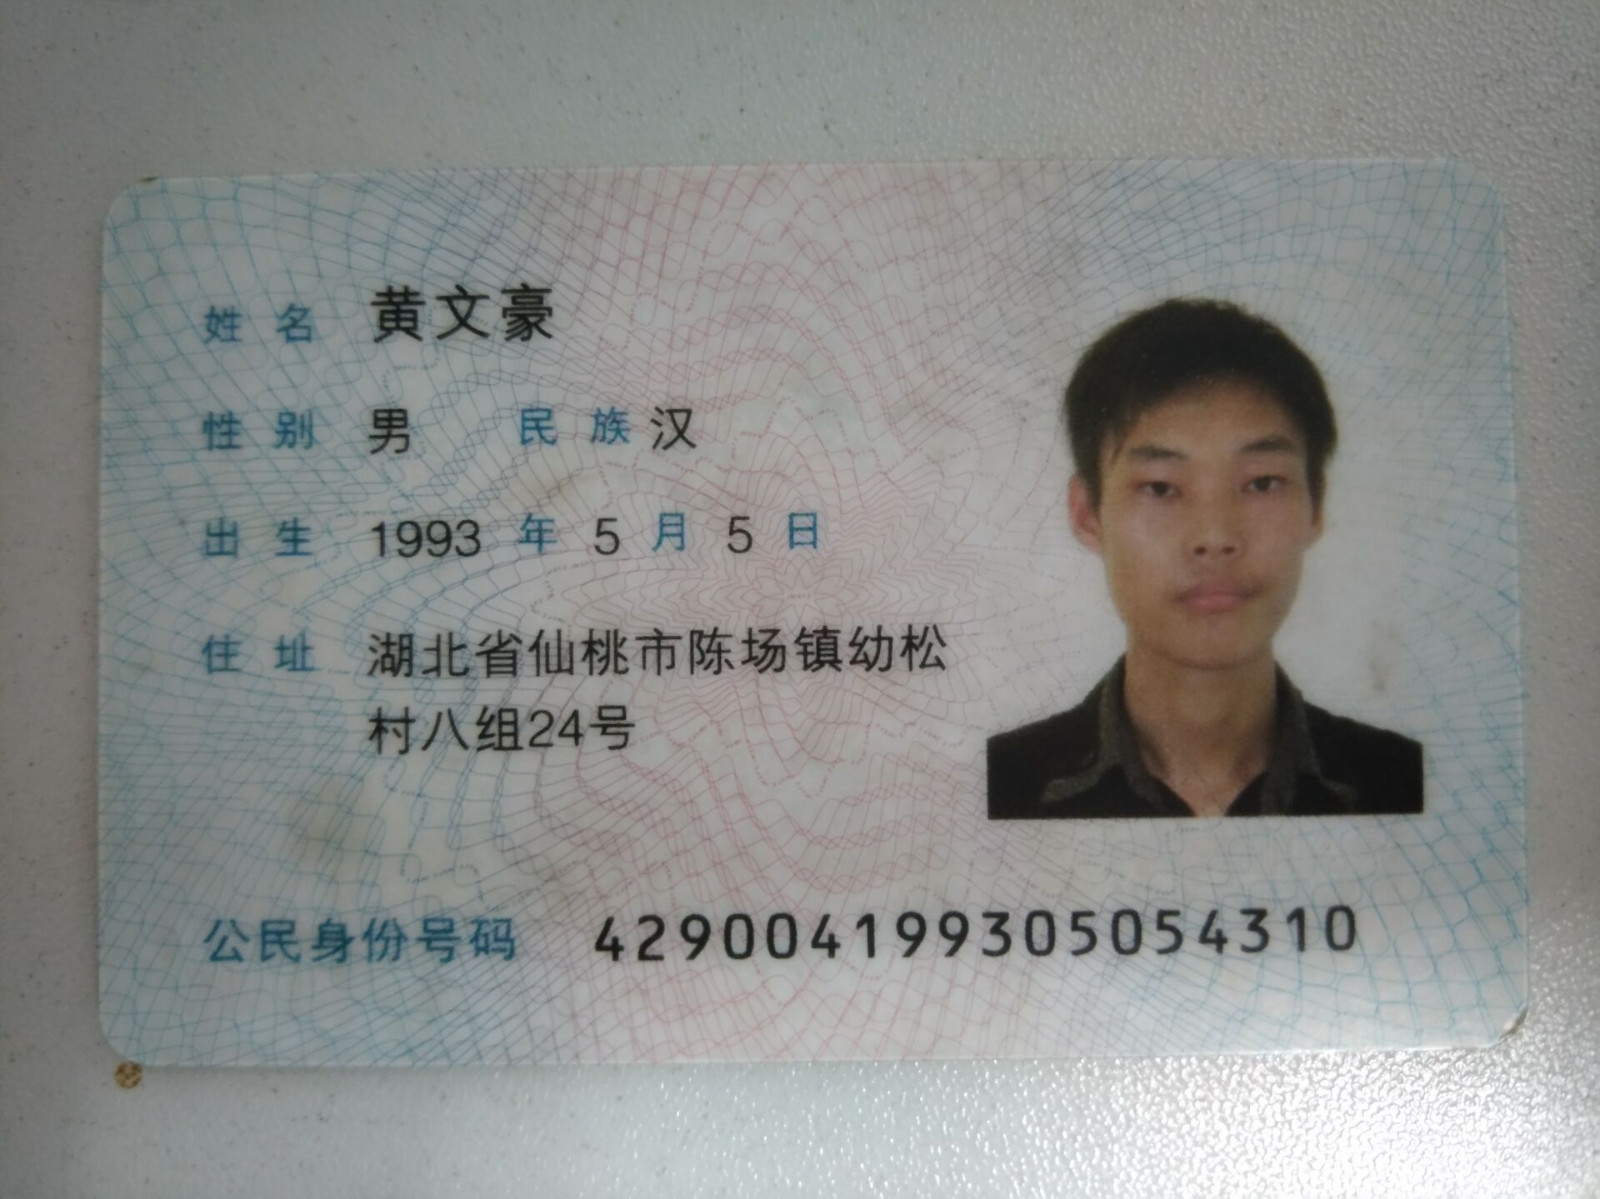 姓名 黄文豪
性别 男 民族 汉
出生 1993 年 5 月 5 日
住址 湖北省仙桃市陈场镇幼松
村八组24号
公民身份号码 429004199305054310